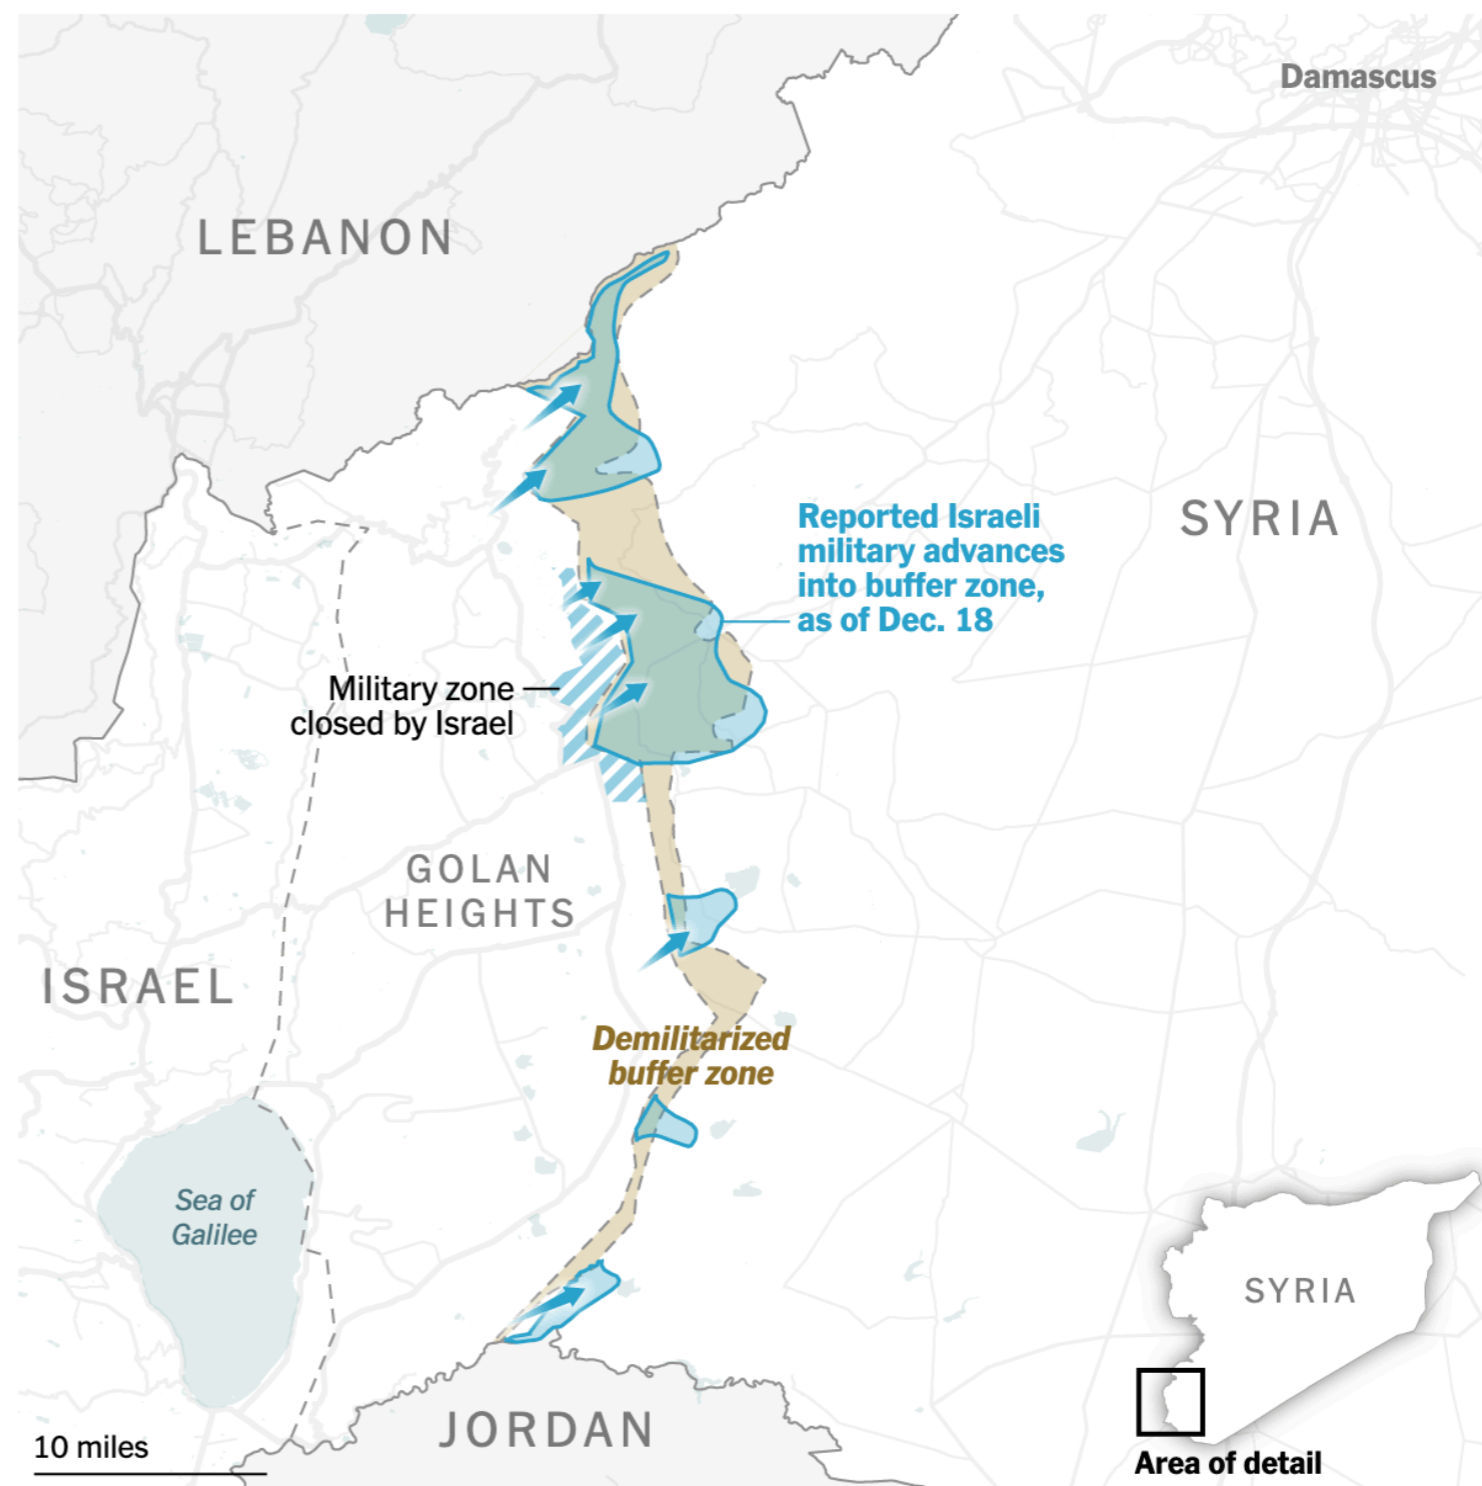 Damascus
LEBANON
SYRIA
Reported Israeli
military advances
into buffer zone,
as of Dec. 18
Military zone
closed by Israel
GOLAN
HEIGHTS
ISRAEL
Demilitarized
buffer zone
Sea of
Galilee
SYRIA
JORDAN
10 miles
Area of detail